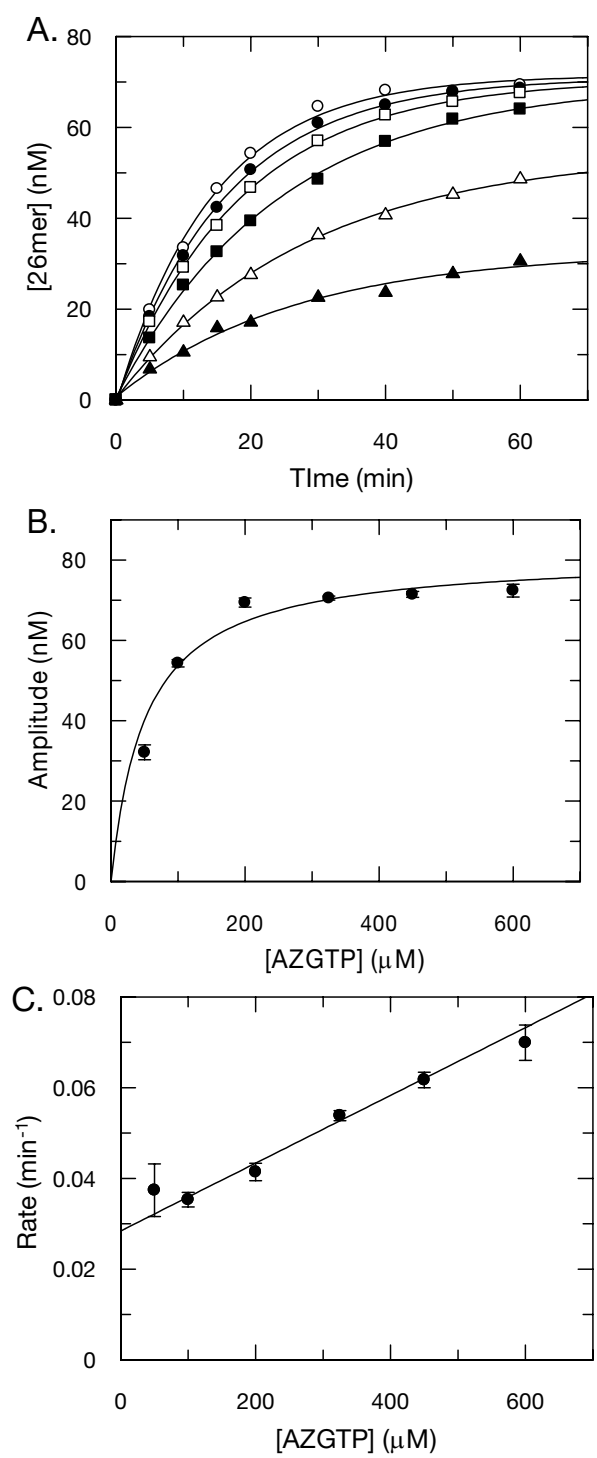 A.
80
60
40
20
0
[26mer] (nM)
0 20 40 60
TIme (min)
B.
80
60
40
20
0
Amplitude (nM)
0 200 400 600
[AZGTP] (μM)
C.
0.08
0.06
0.04
0.02
0
Rate (min-1)
0 200 400 600
[AZGTP] (μM)